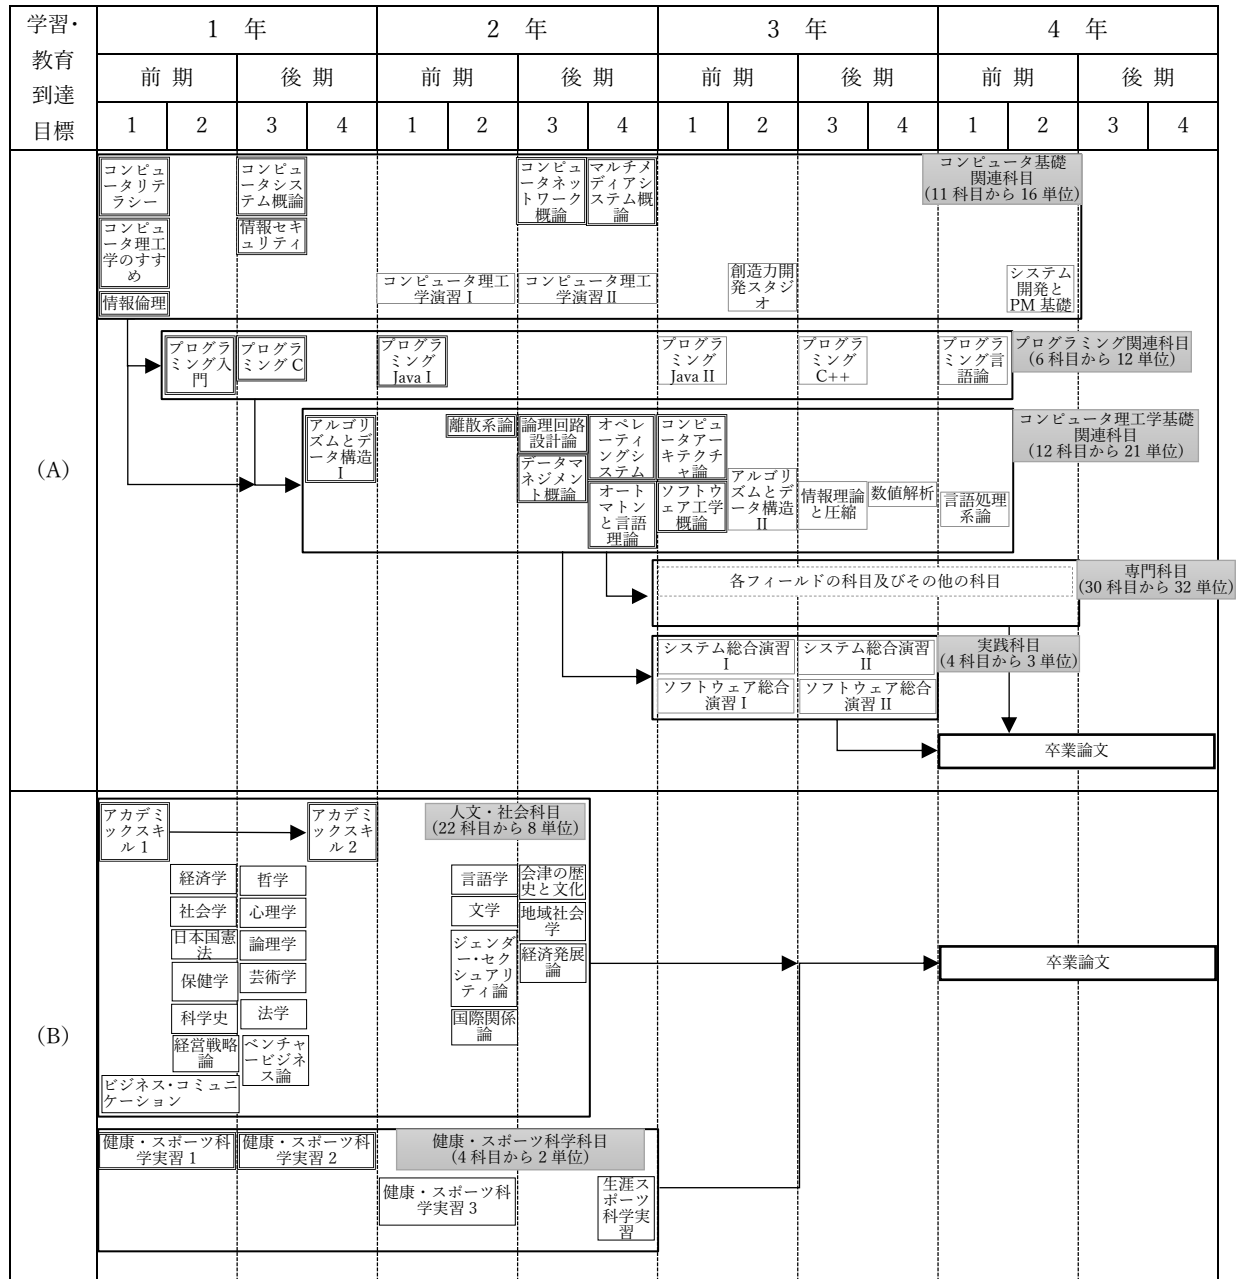 学習・
教育
到達
目標
1 年
2 年
3 年
4 年
前 期
後 期
前 期
後 期
前 期
後 期
前 期
後 期
1
2
3
4
1
2
3
4
1
2
3
4
1
2
3
4
(A)
コンピュ
ータリテ
ラシー
コンピュ
ータシス
テム概論
コンピュ
ータネッ
トワーク
概論
マルチメ
ディアシ
ステム概
論
コンピュータ基礎
関連科目
(11 科目から 16 単位)
コンピュ
ータ理工
学のすす
め
情報セキ
ュリティ
情報倫理
コンピュータ理工
学演習 I
コンピュータ理工
学演習 II
創造力開
発スタジ
オ
システム
開発と
PM 基礎
プログラ
ミング入
門
プログラ
ミング C
プログラ
ミング
Java I
プログラ
ミング
Java II
プログラ
ミング
C++
プログラ
ミング言
語論
プログラミング関連科目
(6 科目から 12 単位)
アルゴリ
ズムとデ
ータ構造
I
離散系論
論理回路
設計論
オペレ
ーティ
ングシ
ステム
コンピュ
ータアー
キテクチ
ャ論
コンピュータ理工学基礎
関連科目
(12 科目から 21 単位)
データマ
ネジメン
ト概論
オート
マトン
と言語
理論
ソフトウ
ェア工学
概論
アルゴリ
ズムとデ
ータ構造
II
情報理論
と圧縮
数値解析
言語処理
系論
各フィールドの科目及びその他の科目
専門科目
(30 科目から 32 単位)
システム総合演習
I
システム総合演習
II
実践科目
(4 科目から 3 単位)
ソフトウェア総合
演習 I
ソフトウェア総合
演習 II
卒業論文
(B)
アカデミ
ックスキ
ル 1
アカデミ
ックスキ
ル 2
人文・社会科目
(22 科目から 8 単位)
経済学
哲学
言語学
会津の歴
史と文化
社会学
心理学
文学
地域社会
学
日本国憲
法
論理学
ジェンダ
ー・セク
シュアリ
ティ論
経済発展
論
保健学
芸術学
科学史
法学
国際関係
論
経営戦略
論
ベンチャ
ービジネ
ス論
ビジネス・コミュニ
ケーション
卒業論文
健康・スポーツ科
学実習 1
健康・スポーツ科
学実習 2
健康・スポーツ科学科目
(4 科目から 2 単位)
健康・スポーツ科
学実習 3
生涯ス
ポーツ
科学実
習